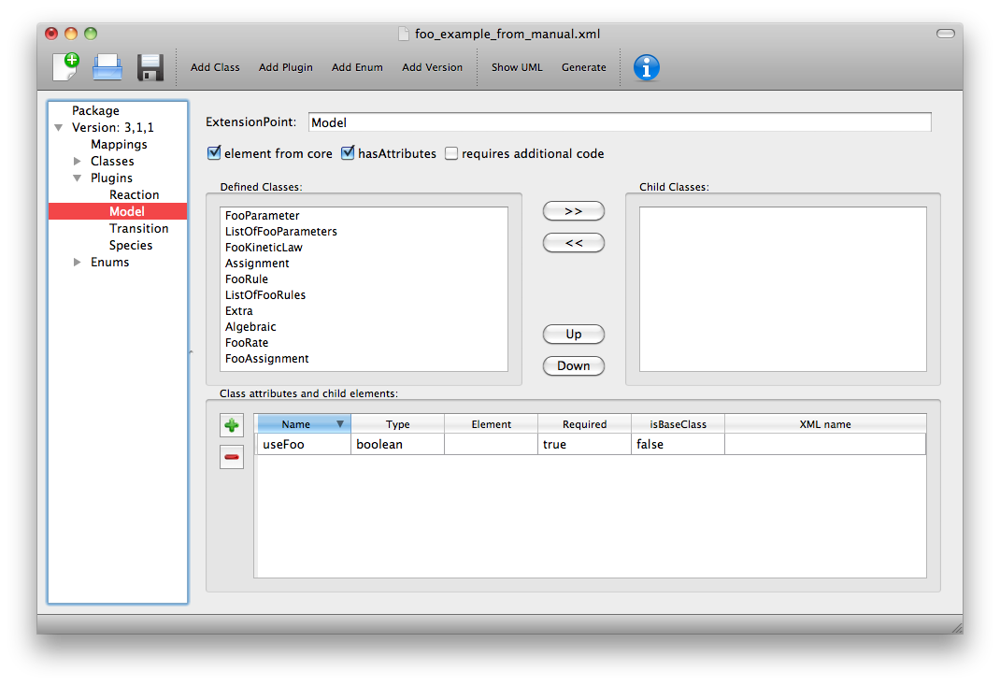 foo_example_from_manual.xml
Add Class Add Plugin Add Enum Add Version Show UML Generate
Package
Version: 3,1,1
Mappings
Classes
Plugins
Reaction
Model
Transition
Species
Enums
ExtensionPoint: Model
element from core hasAttributes requires additional code
Defined Classes:
FooParameter
ListOfFooParameters
FooKineticLaw
Assignment
FooRule
ListOfFooRules
Extra
Algebraic
FooRate
FooAssignment
>>
<<
Up
Down
Child Classes:
Class attributes and child elements:
Name Type Element Required isBaseClass XML name
useFoo boolean true false